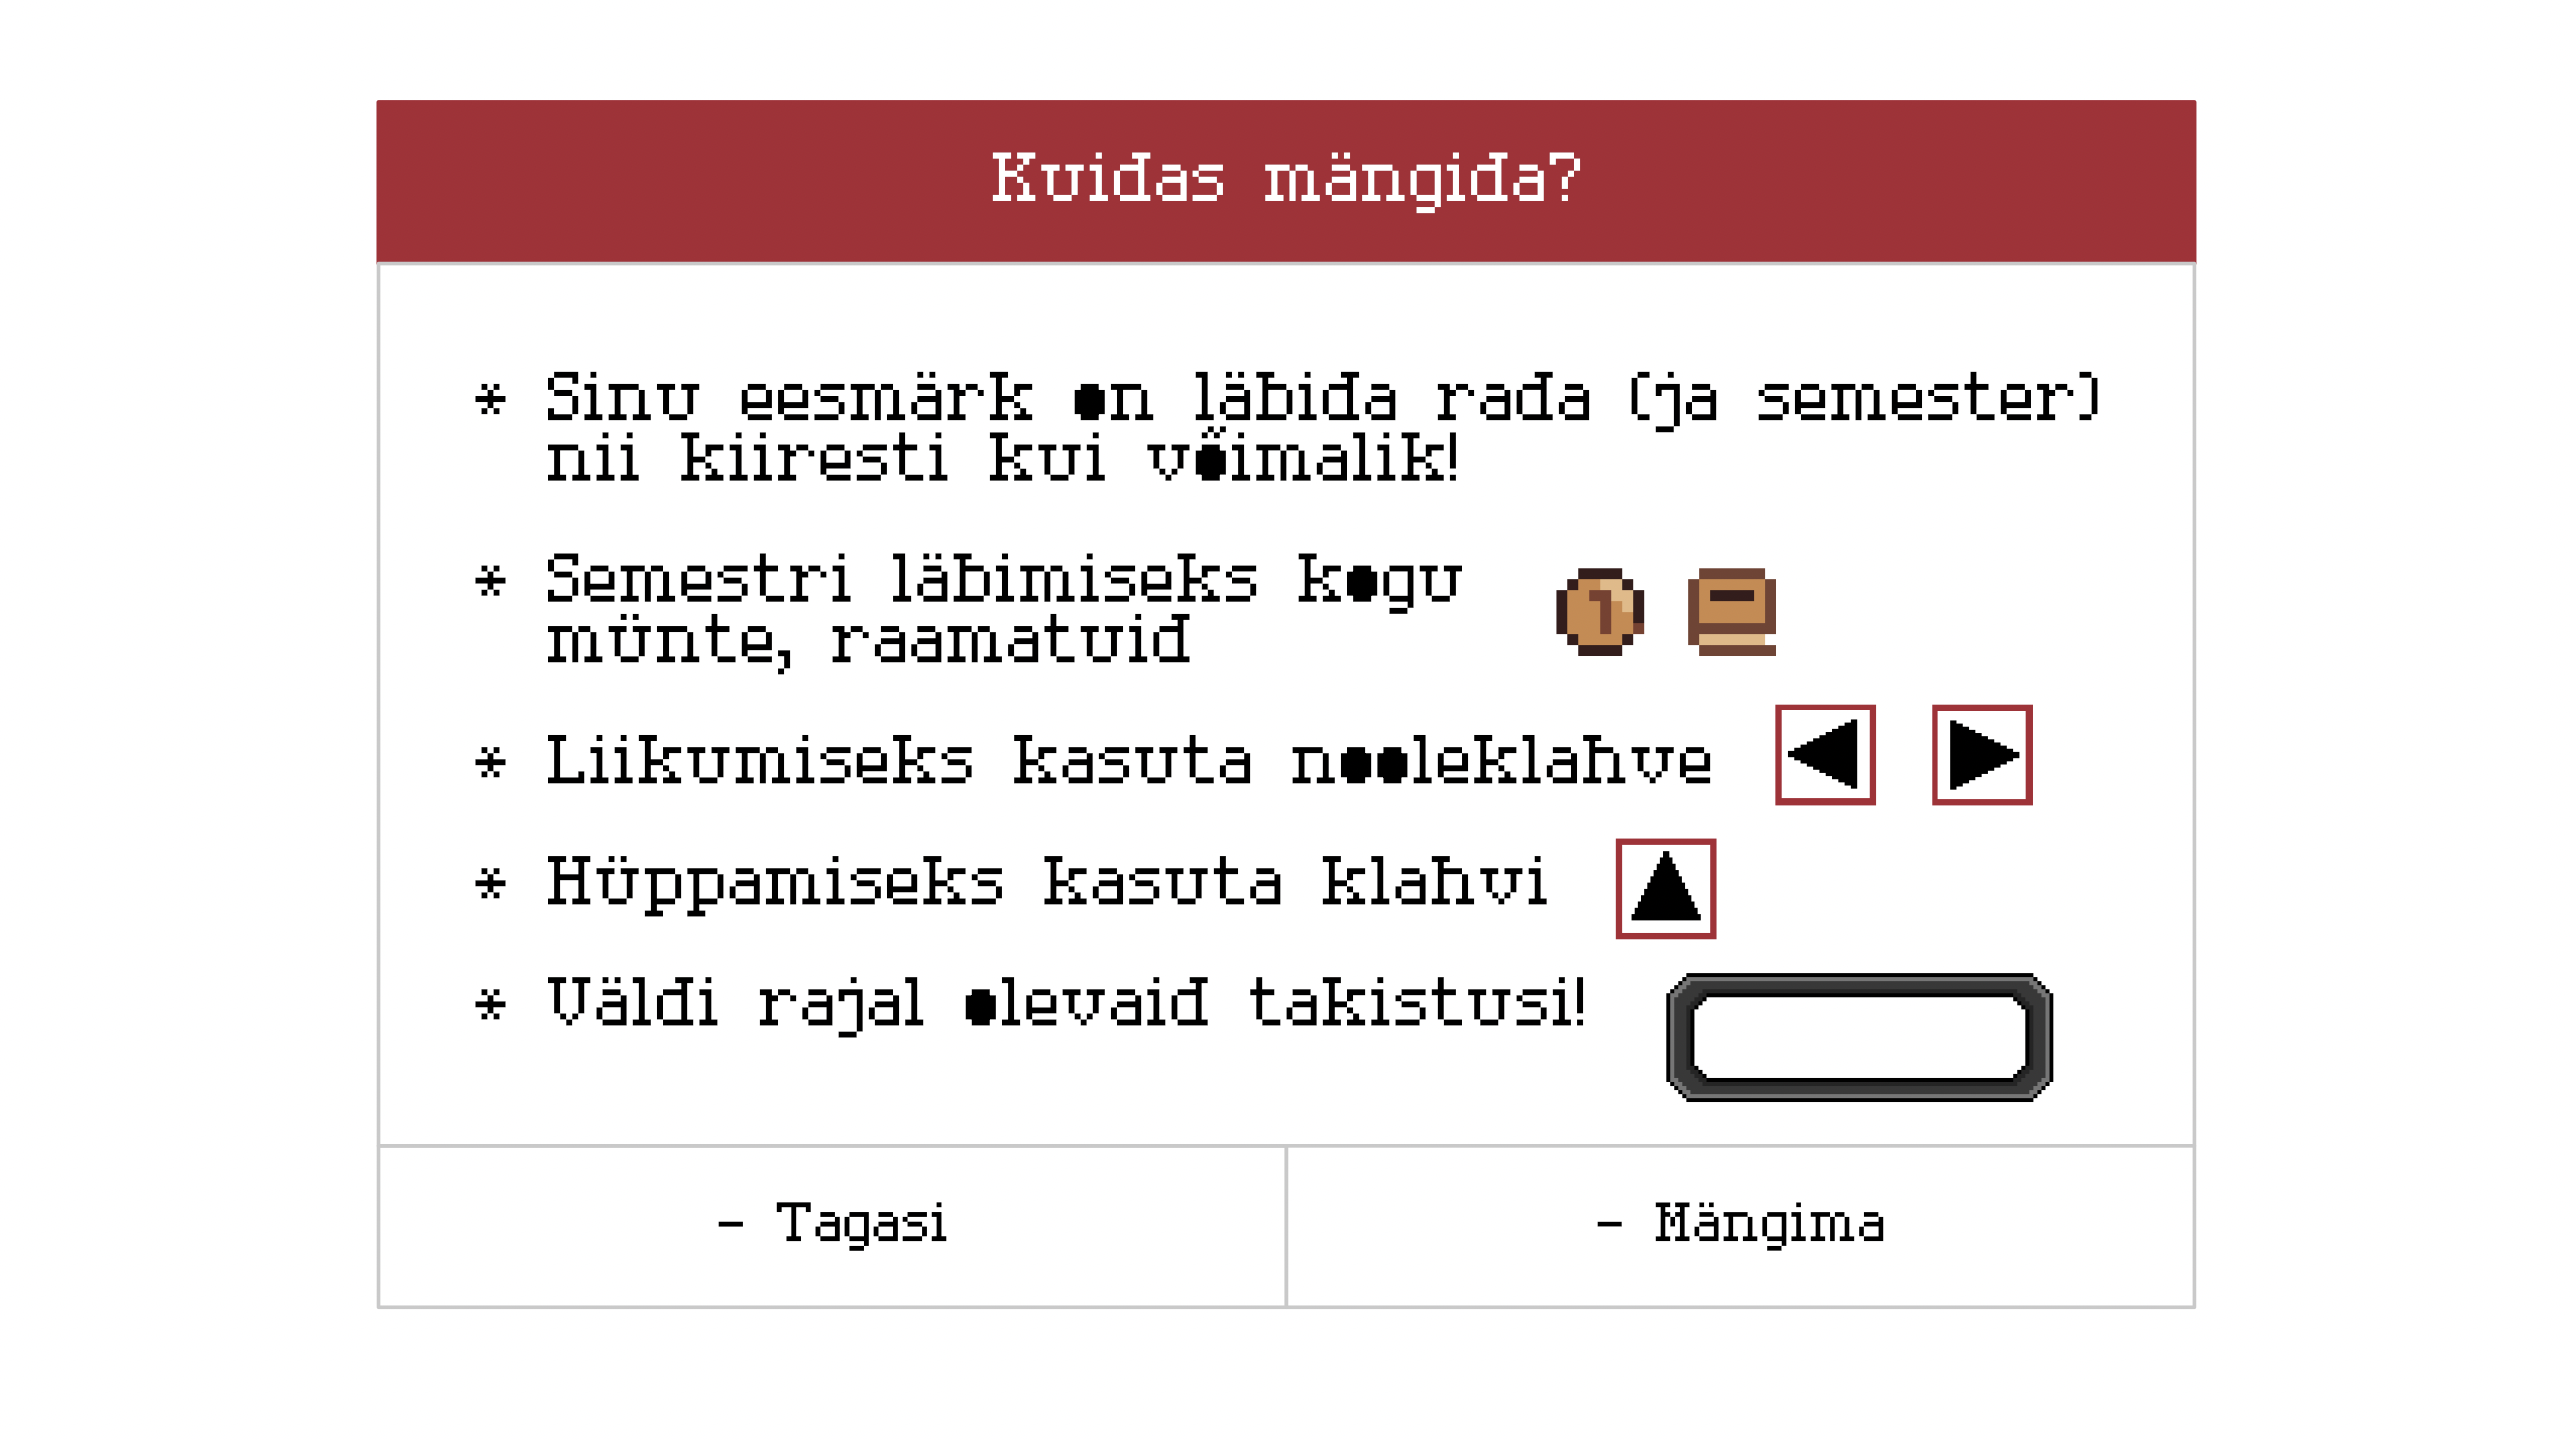 Kuidas mängida?
* Sinu eesmärk on läbida rada (ja semester)
nii kiiresti kui võimalik!
* Semestri läbimiseks kogu
münte, raamatuid
* Liikumiseks kasuta nooleklahve
* Hüppamiseks kasuta klahvi
* Väldi rajal olevaid takistusi!
- Tagasi
- Mängima